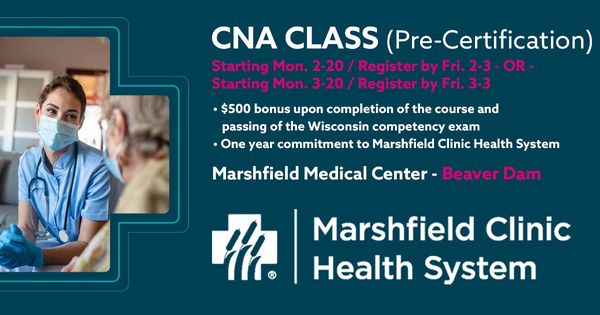 CNA CLASS (Pre-Certification)
Starting Mon. 2-20 / Register by Fri. 2-3 - OR -
Starting Mon. 3-20 / Register by Fri. 3-3
• $500 bonus upon completion of the course and
passing of the Wisconsin competency exam
• One year commitment to Marshfield Clinic Health System
Marshfield Medical Center - Beaver Dam
® Marshfield Clinic
Health System